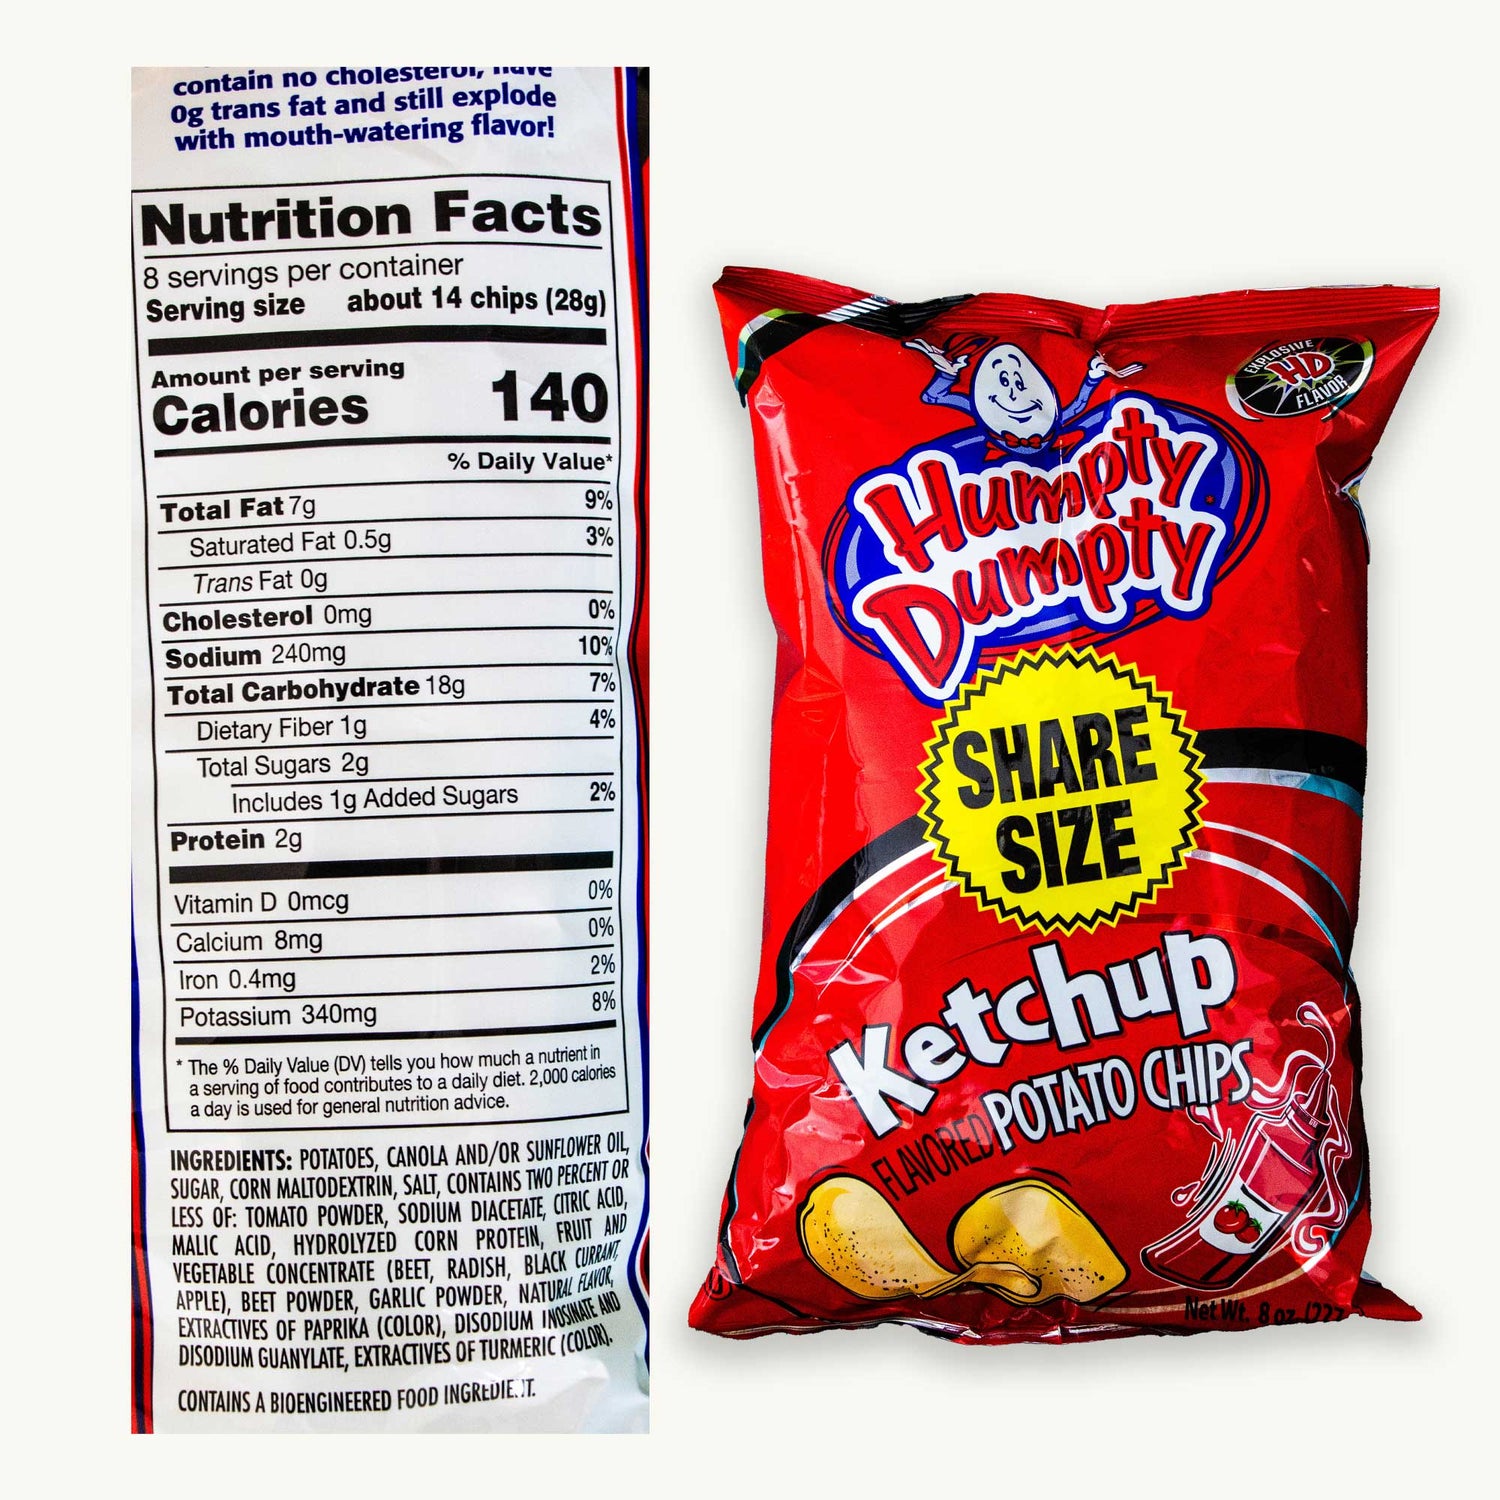 contain no cholesterol, have
0g trans fat and still explode
with mouth-watering flavor!
Nutrition Facts
8 servings per container
Serving size about 14 chips (28g)
Amount per serving
Calories 140
% Daily Value*
Total Fat 7g 9%
Saturated Fat 0.5g 3%
Trans Fat 0g
Cholesterol 0mg 0%
Sodium 240mg 10%
Total Carbohydrate 18g 7%
Dietary Fiber 1g 4%
Total Sugars 2g
Includes 1g Added Sugars 2%
Protein 2g
Vitamin D 0mcg 0%
Calcium 8mg 0%
Iron 0.4mg 2%
Potassium 340mg 8%
* The % Daily Value (DV) tells you how much a nutrient in
a serving of food contributes to a daily diet. 2,000 calories
a day is used for general nutrition advice.
INGREDIENTS: POTATOES, CANOLA AND/OR SUNFLOWER OIL,
SUGAR, CORN MALTODEXTRIN, SALT, CONTAINS TWO PERCENT OR
LESS OF: TOMATO POWDER, SODIUM DIACETATE, CITRIC ACID,
MALIC ACID, HYDROLYZED CORN PROTEIN, FRUIT AND
VEGETABLE CONCENTRATE (BEET, RADISH, BLACK CURRANT,
APPLE), BEET POWDER, GARLIC POWDER, NATURAL FLAVOR,
EXTRACTIVES OF PAPRIKA (COLOR), DISODIUM INOSINATE AND
DISODIUM GUANYLATE, EXTRACTIVES OF TURMERIC (COLOR).
CONTAINS A BIOENGINEERED FOOD INGREDIENT.
EXPLOSIVE
HD
FLAVOR
Humpty
Dumpty
SHARE
SIZE
Ketchup
FLAVORED POTATO CHIPS
Net Wt. 8 oz. (227